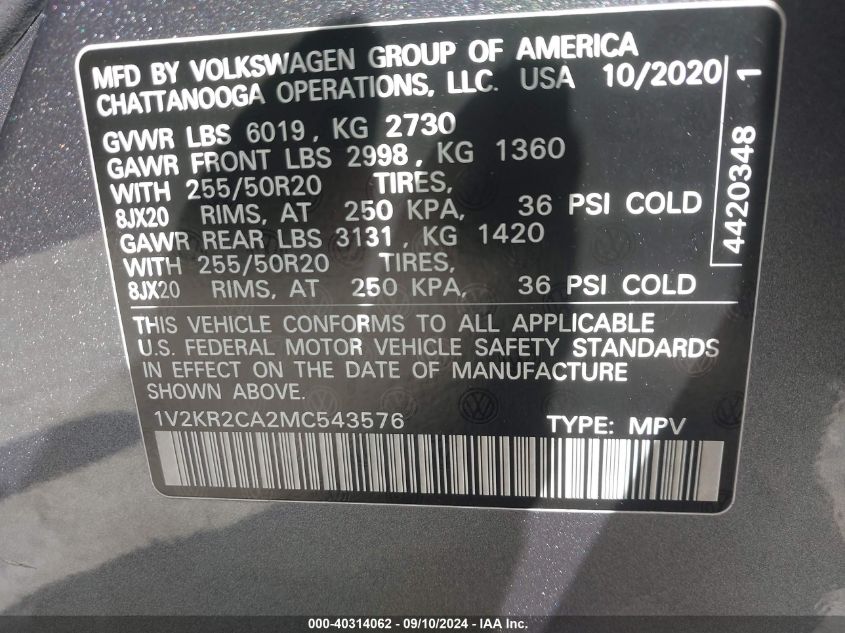 MFD BY VOLKSWAGEN GROUP OF AMERICA
CHATTANOOGA OPERATIONS, LLC. USA 10/2020
GVWR LBS 6019, KG 2730
GAWR FRONT LBS 2998, KG 1360
WITH 255/50R20 TIRES,
8JX20 RIMS, AT 250 KPA, 36 PSI COLD
GAWR REAR LBS 3131, KG 1420
WITH 255/50R20 TIRES,
8JX20 RIMS, AT 250 KPA, 36 PSI COLD
4420348 1
THIS VEHICLE CONFORMS TO ALL APPLICABLE
U.S. FEDERAL MOTOR VEHICLE SAFETY STANDARDS
IN EFFECT ON THE DATE OF MANUFACTURE
SHOWN ABOVE.
1V2KR2CA2MC543576 TYPE: MPV
000-40314062 - 09/10/2024 - IAA Inc.